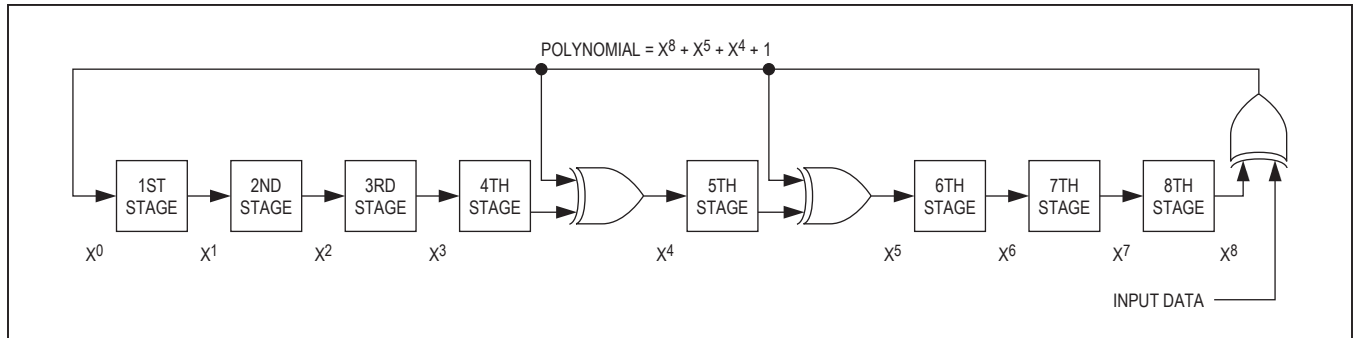 POLYNOMIAL = X⁸ + X⁵ + X⁴ + 1
1ST STAGE
2ND STAGE
3RD STAGE
4TH STAGE
5TH STAGE
6TH STAGE
7TH STAGE
8TH STAGE
X⁰ X¹ X² X³ X⁴ X⁵ X⁶ X⁷ X⁸
INPUT DATA